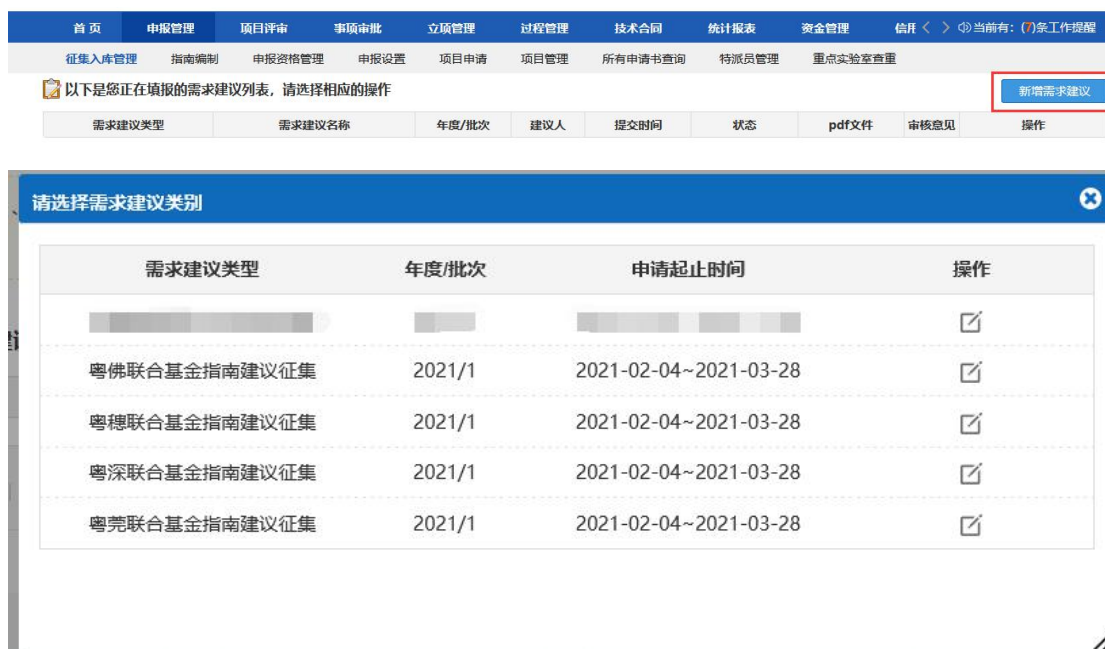 首页 申报管理 项目评审 事项审批 立项管理 过程管理 技术合同 统计报表 资金管理 信用 < > 当前有：(7)条工作提醒
征集入库管理 指南编制 申报资格管理 申报设置 项目申请 项目管理 所有申请书查询 特派员管理 重点实验室查重
以下是您正在填报的需求建议列表，请选择相应的操作 新增需求建议
需求建议类型 需求建议名称 年度/批次 建议人 提交时间 状态 pdf文件 审核意见 操作
请选择需求建议类别
需求建议类型 年度/批次 申请起止时间 操作
粤佛联合基金指南建议征集 2021/1 2021-02-04~2021-03-28
粤穗联合基金指南建议征集 2021/1 2021-02-04~2021-03-28
粤深联合基金指南建议征集 2021/1 2021-02-04~2021-03-28
粤莞联合基金指南建议征集 2021/1 2021-02-04~2021-03-28